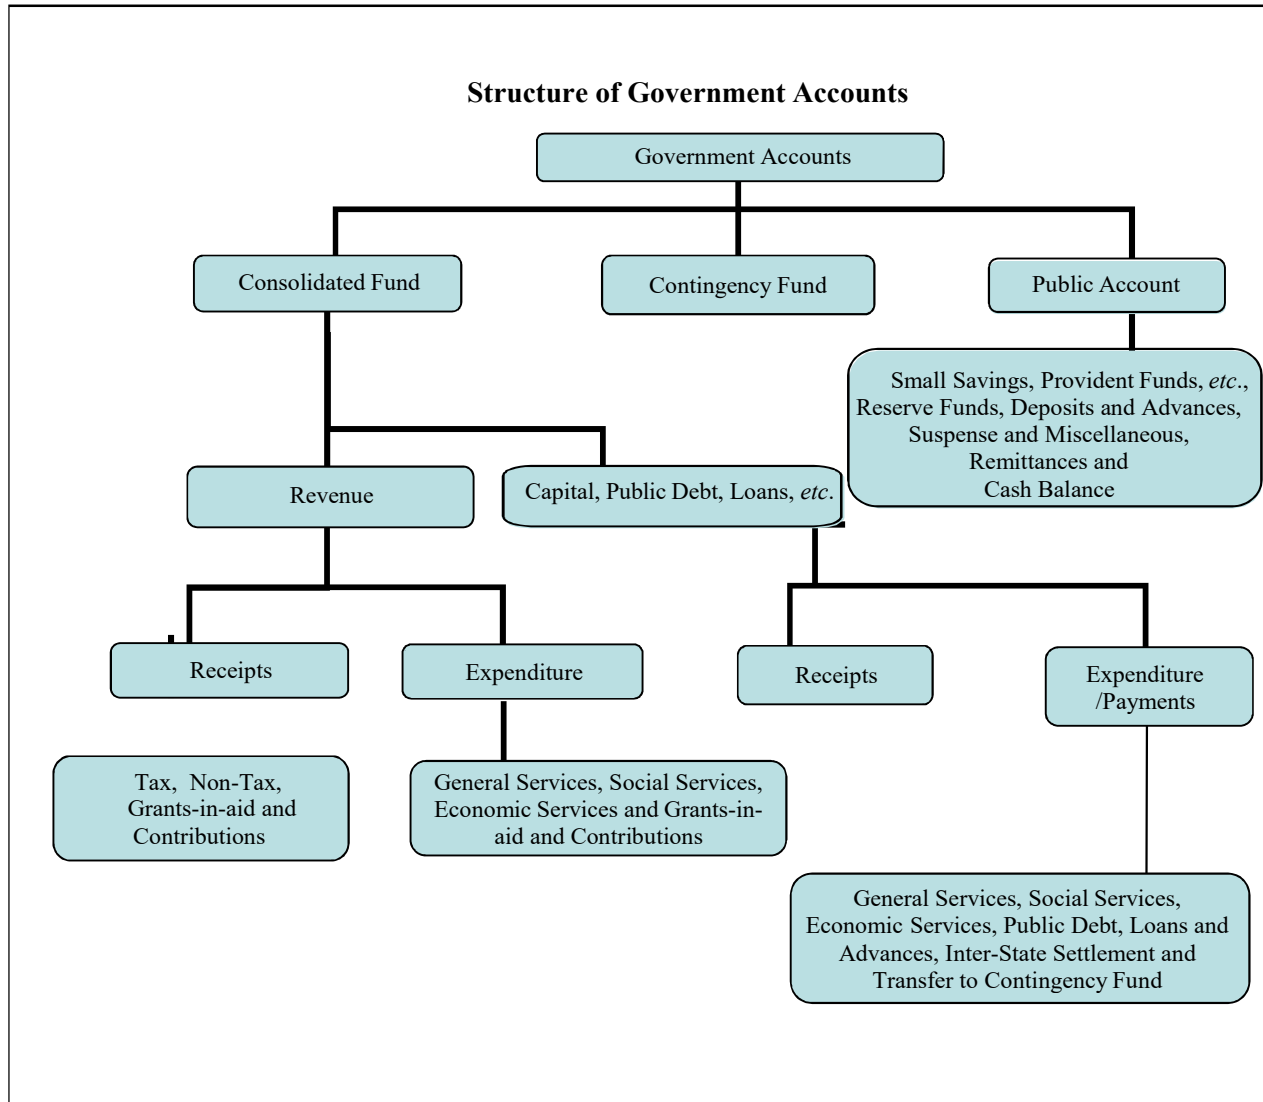 Structure of Government Accounts
Government Accounts
Consolidated Fund
Contingency Fund
Public Account
Small Savings, Provident Funds, etc.,
Reserve Funds, Deposits and Advances,
Suspense and Miscellaneous,
Remittances and
Cash Balance
Revenue
Capital, Public Debt, Loans, etc.
Receipts
Expenditure
Receipts
Expenditure
/Payments
Tax, Non-Tax,
Grants-in-aid and
Contributions
General Services, Social Services,
Economic Services and Grants-in-
aid and Contributions
General Services, Social Services,
Economic Services, Public Debt, Loans and
Advances, Inter-State Settlement and
Transfer to Contingency Fund